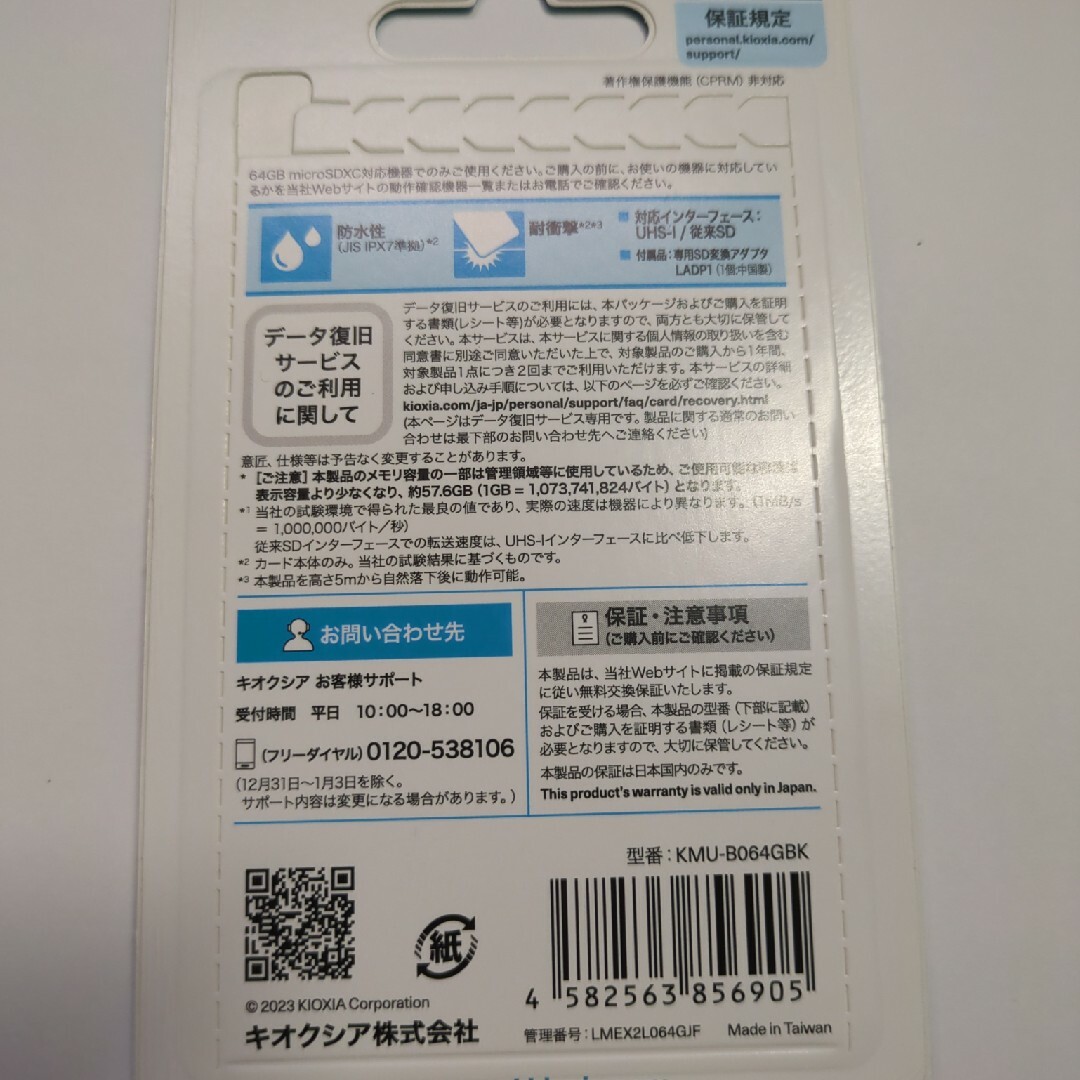 保証規定
personal.kioxia.com/
support/
著作権保護機能（CPRM）非対応
64GB microSDXC対応機器でのみご使用ください。ご購入の前に、お使いの機器に対応してい
るかを当社Webサイトの動作確認機器一覧またはお電話でご確認ください。
防水性
（JIS IPX7準拠）*2
耐衝撃*2*3
対応インターフェース：
UHS-I / 従来SD
付属品：専用SD変換アダプタ
LADP1（1個:中国製）
データ復旧
サービス
のご利用
に関して
データ復旧サービスのご利用には、本パッケージおよびご購入を証明
する書類(レシート等)が必要となりますので、両方とも大切に保管して
ください。本サービスは、本サービスに関する個人情報の取り扱いを含む
同意書に別途ご同意いただいた上で、対象製品のご購入から1年間、
対象製品1点につき2回までご利用いただけます。本サービスの詳細
および申し込み手順については、以下のページを必ずご確認ください。
kioxia.com/ja-jp/personal/support/faq/card/recovery.html
(本ページはデータ復旧サービス専用です。製品に関する通常のお問い
合わせは最下部のお問い合わせ先へご連絡ください)
意匠、仕様等は予告なく変更することがあります。
* [ご注意] 本製品のメモリ容量の一部は管理領域等に使用しているため、ご使用可能な
表示容量より少なくなり、約57.6GB（1GB = 1,073,741,824バイト）となります。
*1 当社の試験環境で得られた最良の値であり、実際の速度は機器により異なります。（1MB/s
= 1,000,000バイト／秒）
従来SDインターフェースでの転送速度は、UHS-Iインターフェースに比べ低下します。
*2 カード本体のみ。当社の試験結果に基づくものです。
*3 本製品を高さ5mから自然落下後に動作可能。
お問い合わせ先
キオクシア お客様サポート
受付時間 平日 10：00～18：00
(フリーダイヤル) 0120-538106
（12月31日～1月3日を除く。
サポート内容は変更になる場合があります。）
保証・注意事項
(ご購入前にご確認ください)
本製品は、当社Webサイトに掲載の保証規定
に従い無料交換保証いたします。
保証を受ける場合、本製品の型番（下部に記載）
およびご購入を証明する書類（レシート等）が
必要となりますので、大切に保管してください。
本製品の保証は日本国内のみです。
This product's warranty is valid only in Japan.
型番：KMU-B064GBK
紙
4 582563 856905
© 2023 KIOXIA Corporation
キオクシア株式会社
管理番号：LMEX2L064GJF Made in Taiwan